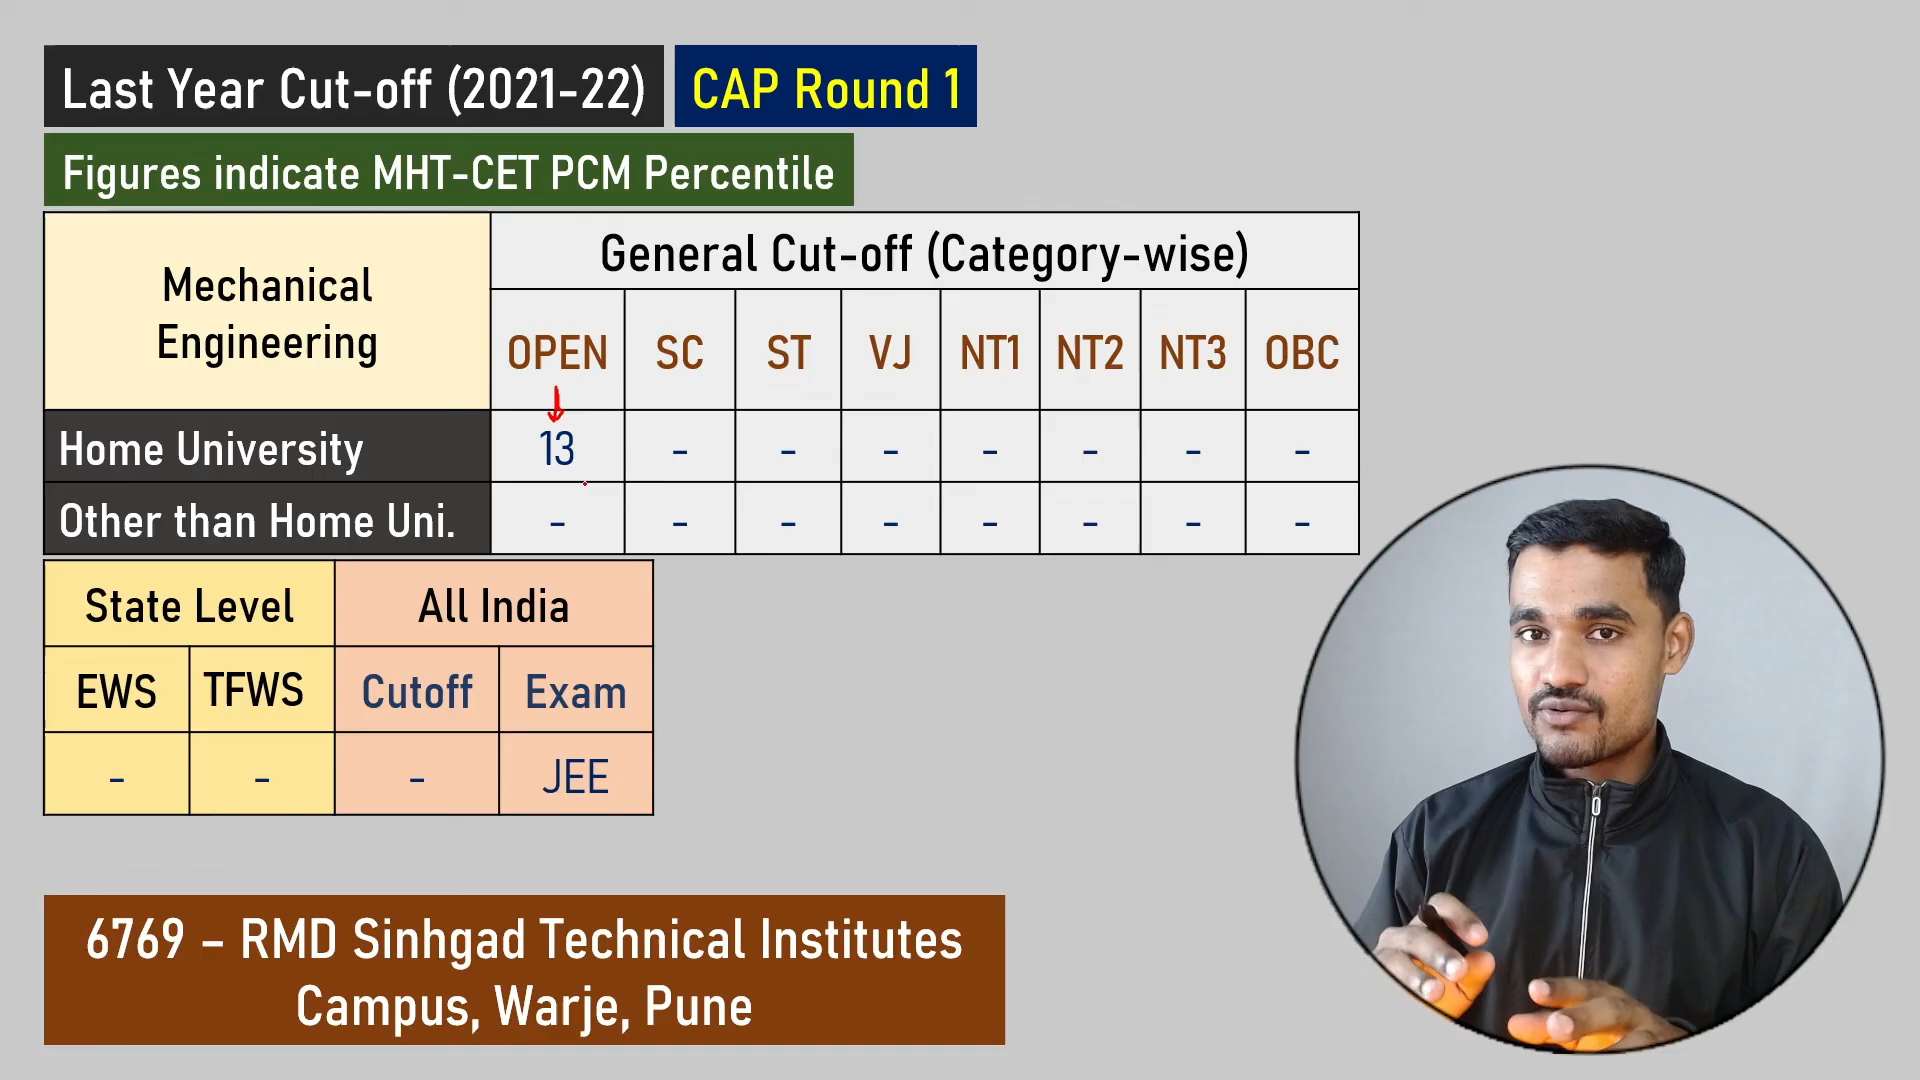 Last Year Cut-off (2021-22) CAP Round 1
Figures indicate MHT-CET PCM Percentile
Mechanical
Engineering
General Cut-off (Category-wise)
OPEN SC ST VJ NT1 NT2 NT3 OBC
Home University 13 - - - - - - -
Other than Home Uni. - - - - - - - -
State Level All India
EWS TFWS Cutoff Exam
- - - JEE
6769 – RMD Sinhgad Technical Institutes
Campus, Warje, Pune